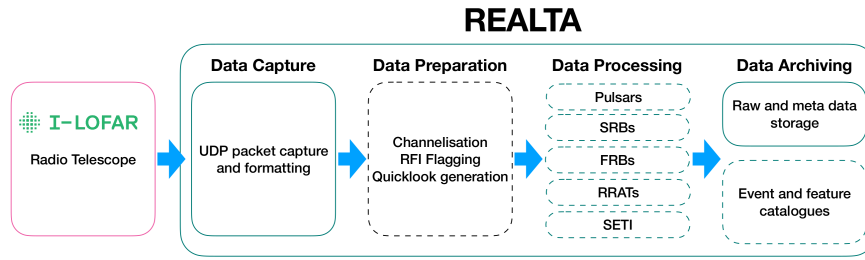 REALTA
Data Capture
Data Preparation
Data Processing
Data Archiving
I-LOFAR
Radio Telescope
UDP packet capture
and formatting
Channelisation
RFI Flagging
Quicklook generation
Pulsars
SRBs
FRBs
RRATs
SETI
Raw and meta data
storage
Event and feature
catalogues